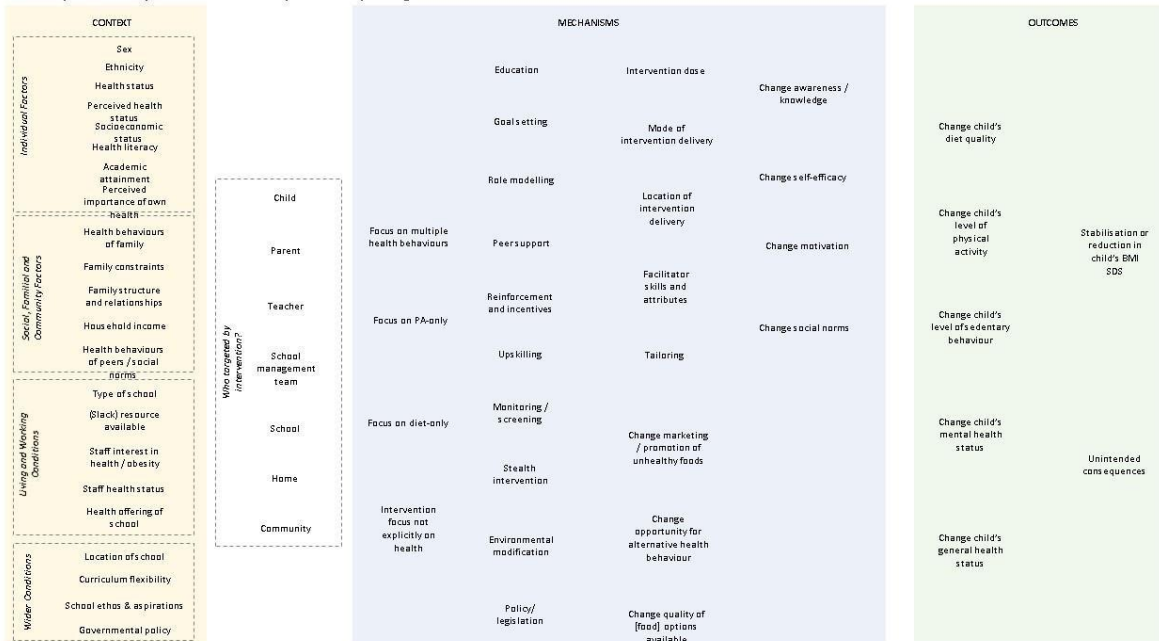 CONTEXT
Individual Factors
Sex
Ethnicity
Health status
Perceived health
status
Socioeconomic
status
Health literacy
Academic
attainment
Perceived
importance of own
health
Social, Familial and
Community Factors
Health behaviours
of family
Family constraints
Family structure
and relationships
Household income
Health behaviours
of peers / social
norms
Living and Working
Conditions
Type of school
(Slack) resource
available
Staff interest in
health / obesity
Staff health status
Health offering of
school
Wider Conditions
Location of school
Curriculum flexibility
School ethos & aspirations
Governmental policy
Who targeted by
intervention?
Child
Parent
Teacher
School
management
team
School
Home
Community
MECHANISMS
Focus on multiple
health behaviours
Focus on PA-only
Focus on diet-only
Intervention
focus not
explicitly on
health
Education
Goal setting
Role modelling
Peer support
Reinforcement
and incentives
Upskilling
Monitoring /
screening
Stealth
intervention
Environmental
modification
Policy/
legislation
Intervention dose
Mode of
intervention delivery
Location of
intervention
delivery
Facilitator
skills and
attributes
Tailoring
Change marketing
/ promotion of
unhealthy foods
Change
opportunity for
alternative health
behaviour
Change quality of
[food] options
available
Change awareness /
knowledge
Change self-efficacy
Change motivation
Change social norms
OUTCOMES
Change child's
diet quality
Change child's
level of
physical
activity
Change child's
level of sedentary
behaviour
Change child's
mental health
status
Change child's
general health
status
Stabilisation or
reduction in
child's BMI
SDS
Unintended
consequences